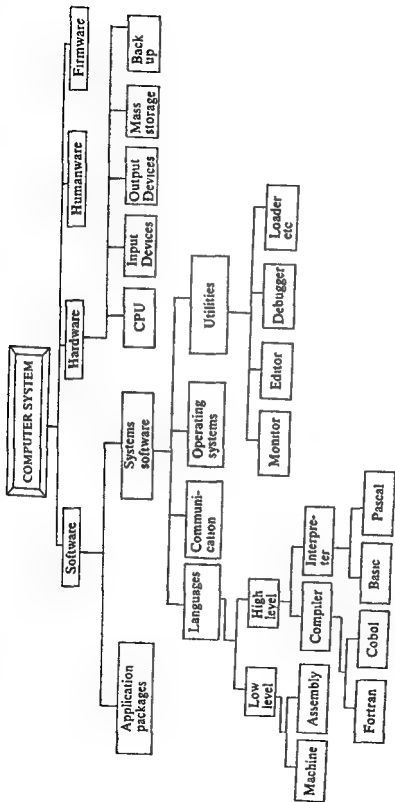 COMPUTER SYSTEM
Software
Hardware
Humanware
Firmware
Application
packages
Systems
software
CPU
Input
Devices
Output
Devices
Mass
storage
Back
up
Languages
Communi-
cation
Operating
systems
Utilities
Low
level
High
level
Monitor
Editor
Debugger
Loader
etc
Machine
Assembly
Compiler
Interpre-
ter
Fortran
Cobol
Basic
Pascal